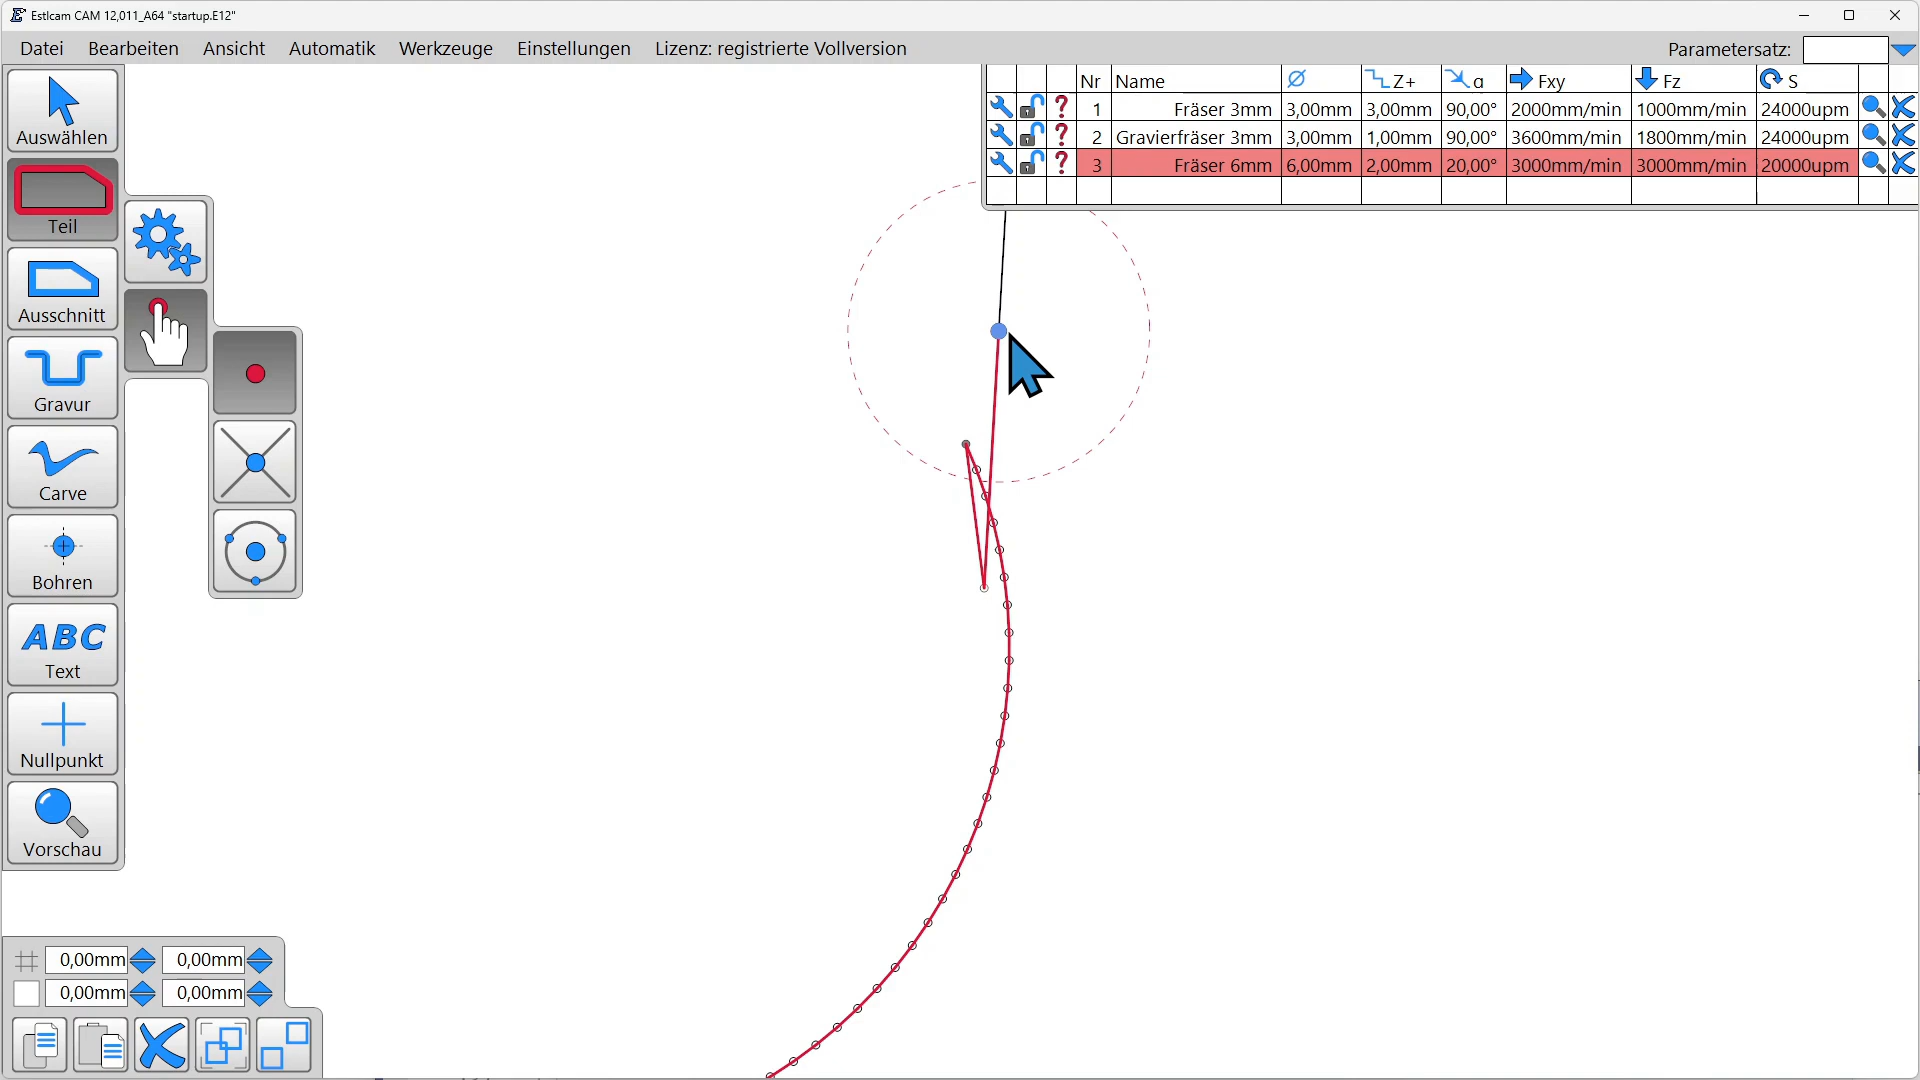 Estlcam CAM 12,011_A64 "startup.E12"
Datei Bearbeiten Ansicht Automatik Werkzeuge Einstellungen Lizenz: registrierte Vollversion Parametersatz:
Nr Name Z+ α Fxy Fz S
1 Fräser 3mm 3,00mm 3,00mm 90,00° 2000mm/min 1000mm/min 24000upm
2 Gravierfräser 3mm 3,00mm 1,00mm 90,00° 3600mm/min 1800mm/min 24000upm
3 Fräser 6mm 6,00mm 2,00mm 20,00° 3000mm/min 3000mm/min 20000upm
Auswählen
Teil
Ausschnitt
Gravur
Carve
Bohren
ABC
Text
Nullpunkt
Vorschau
0,00mm 0,00mm
0,00mm 0,00mm